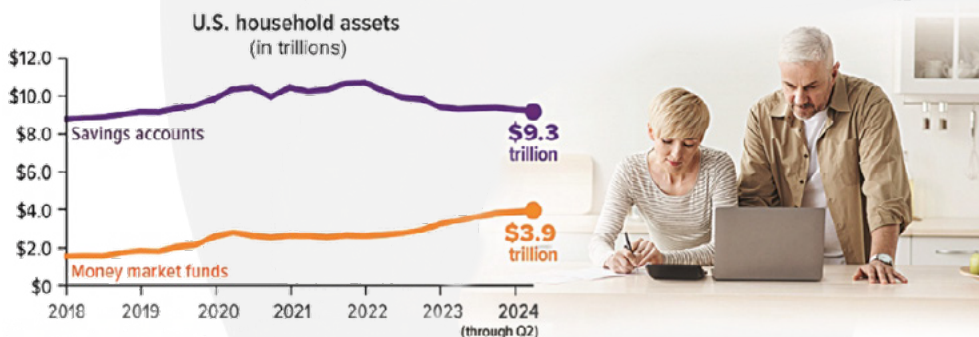 U.S. household assets
(in trillions)
$12.0
$10.0
$8.0
$6.0
$4.0
$2.0
$0
Savings accounts
$9.3
trillion
Money market funds
$3.9
trillion
2018 2019 2020 2021 2022 2023 2024
(through Q2)